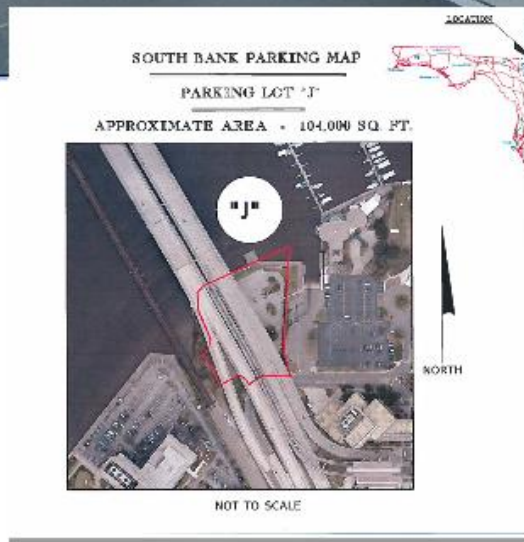 LOCATION
SOUTH BANK PARKING MAP
PARKING LOT "J"
APPROXIMATE AREA - 104,000 SQ. FT.
"J"
NORTH
NOT TO SCALE